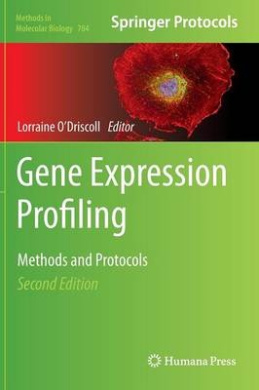 Methods in
Molecular Biology 784
Springer Protocols
Lorraine O'Driscoll Editor
Gene Expression
Profiling
Methods and Protocols
Second Edition
Humana Press